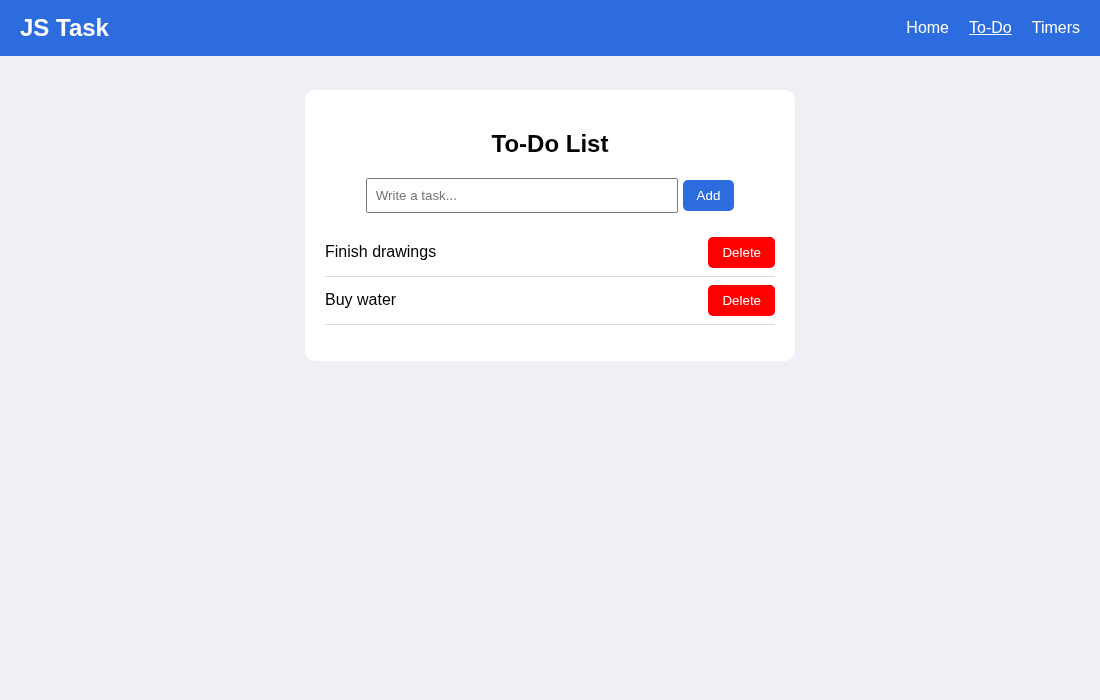 JS Task
Home To-Do Timers
To-Do List
Write a task... Add
Finish drawings Delete
Buy water Delete